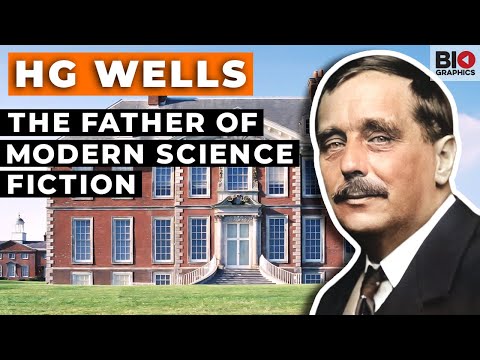 HG WELLS
THE FATHER OF
MODERN SCIENCE
FICTION
BIO
GRAPHICS